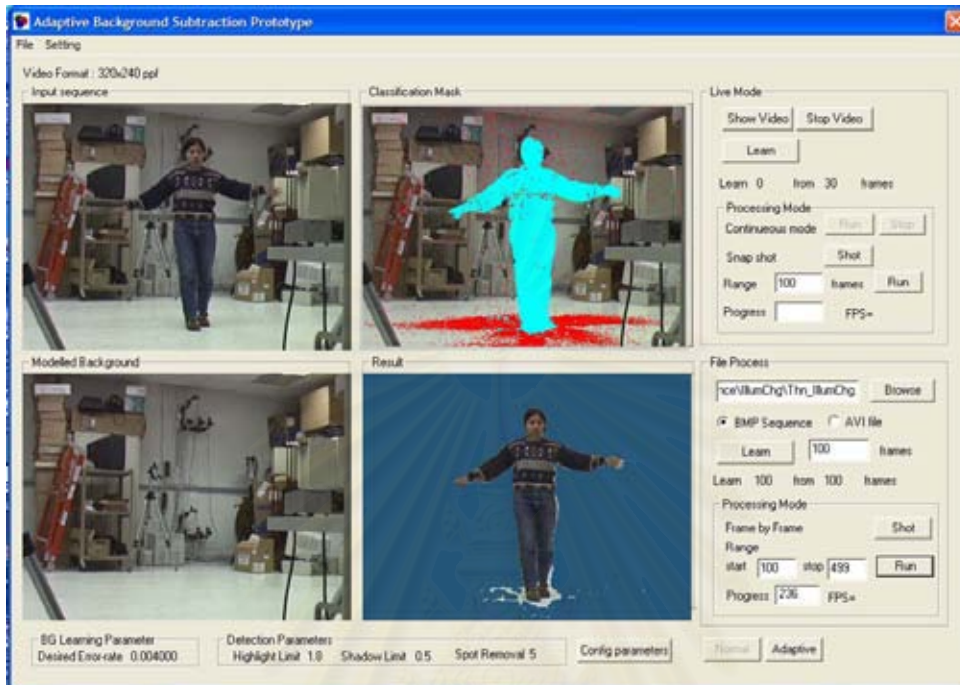 Adaptive Background Subtraction Prototype
File Setting
Video Format : 320x240 ppf
Input sequence
Classification Mask
Modelled Background
Result
Live Mode
Show Video Stop Video
Learn
Learn 0 from 30 frames
Processing Mode
Continueous mode Run Stop
Snap shot Shot
Range 100 frames Run
Progress FPS=
File Process
nce\IllumChg\Thn_IllumChg Browse
BMP Sequence AVI file
Learn 100 frames
Learn 100 from 100 frames
Processing Mode
Frame by Frame Shot
Range
start 100 stop 499 Run
Progress 236 FPS=
BG Learning Parameter
Desired Error-rate 0.004000
Detection Parameters
Highlight Limit 1.8 Shadow Limit 0.5 Spot Removal 5
Config parameters
Normal Adaptive